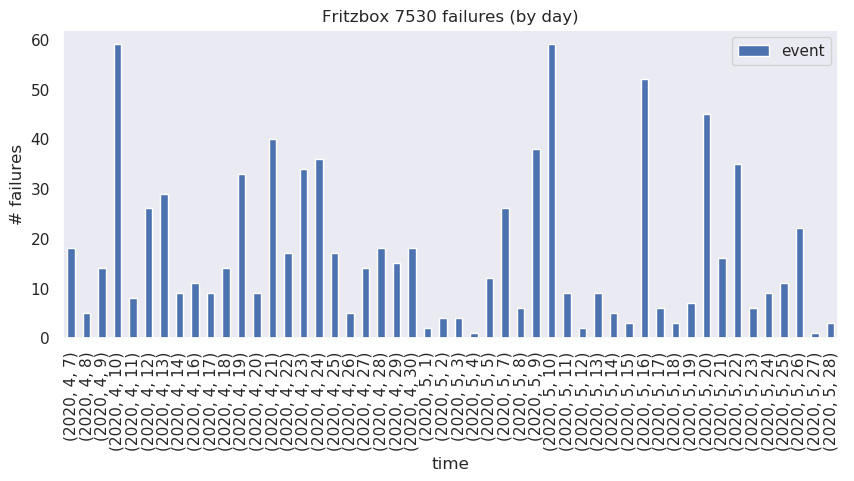 Fritzbox 7530 failures (by day)
event
# failures
60
50
40
30
20
10
0
(2020, 4, 7)
(2020, 4, 8)
(2020, 4, 9)
(2020, 4, 10)
(2020, 4, 11)
(2020, 4, 12)
(2020, 4, 13)
(2020, 4, 14)
(2020, 4, 16)
(2020, 4, 17)
(2020, 4, 18)
(2020, 4, 19)
(2020, 4, 20)
(2020, 4, 21)
(2020, 4, 22)
(2020, 4, 23)
(2020, 4, 24)
(2020, 4, 25)
(2020, 4, 26)
(2020, 4, 27)
(2020, 4, 28)
(2020, 4, 29)
(2020, 4, 30)
(2020, 5, 1)
(2020, 5, 2)
(2020, 5, 3)
(2020, 5, 4)
(2020, 5, 5)
(2020, 5, 7)
(2020, 5, 8)
(2020, 5, 9)
(2020, 5, 10)
(2020, 5, 11)
(2020, 5, 12)
(2020, 5, 13)
(2020, 5, 14)
(2020, 5, 15)
(2020, 5, 16)
(2020, 5, 17)
(2020, 5, 18)
(2020, 5, 19)
(2020, 5, 20)
(2020, 5, 21)
(2020, 5, 22)
(2020, 5, 23)
(2020, 5, 24)
(2020, 5, 25)
(2020, 5, 26)
(2020, 5, 27)
(2020, 5, 28)
time